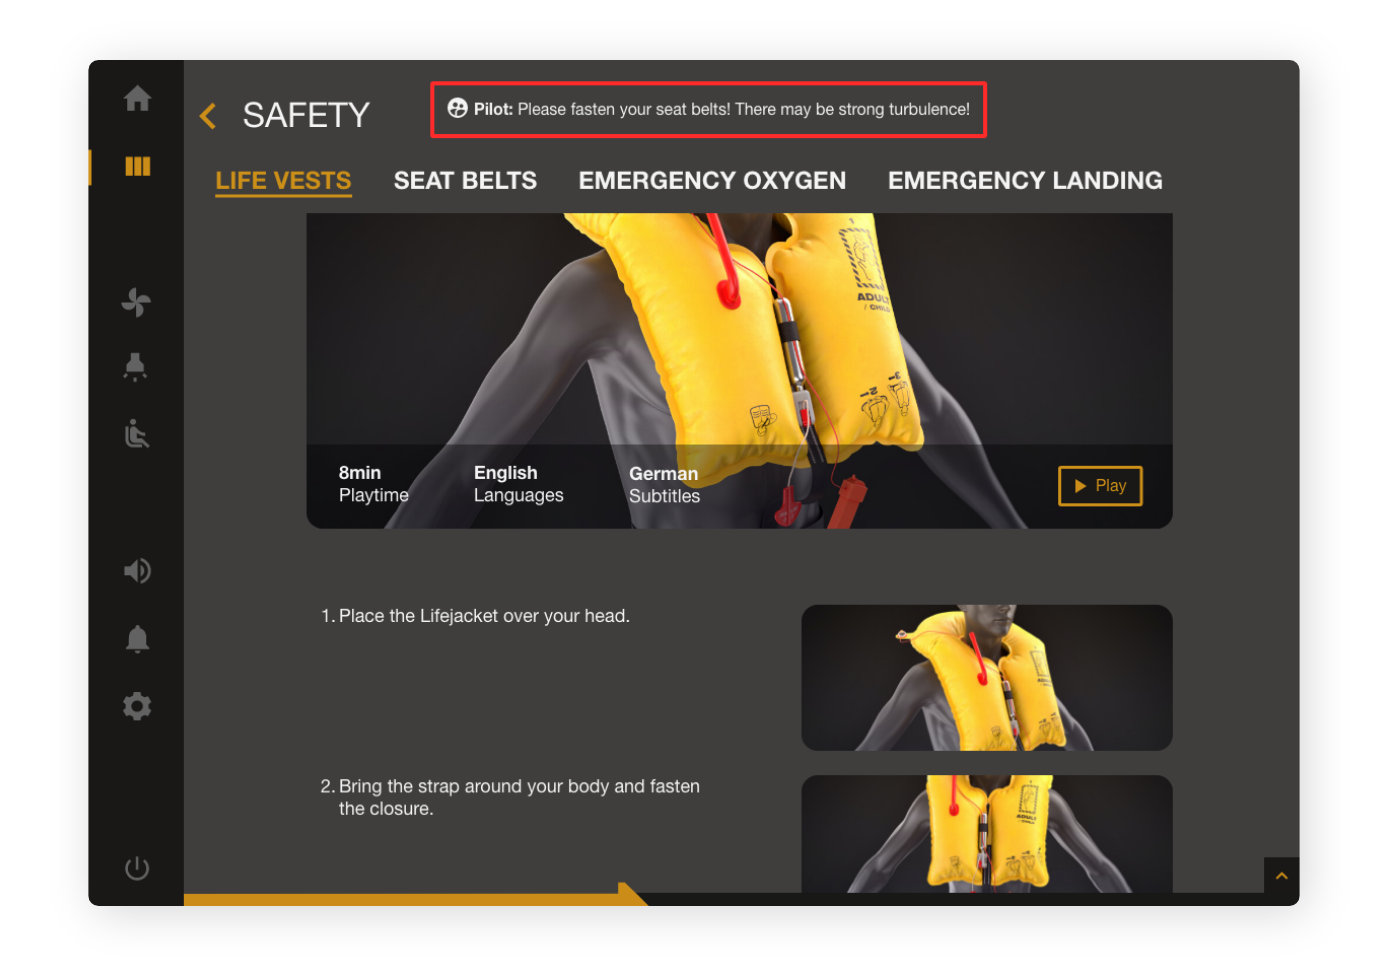 SAFETY
Pilot: Please fasten your seat belts! There may be strong turbulence!
LIFE VESTS
SEAT BELTS
EMERGENCY OXYGEN
EMERGENCY LANDING
ADULT
/ CHILD
8min
Playtime
English
Languages
German
Subtitles
Play
1. Place the Lifejacket over your head.
2. Bring the strap around your body and fasten
the closure.
ADULT